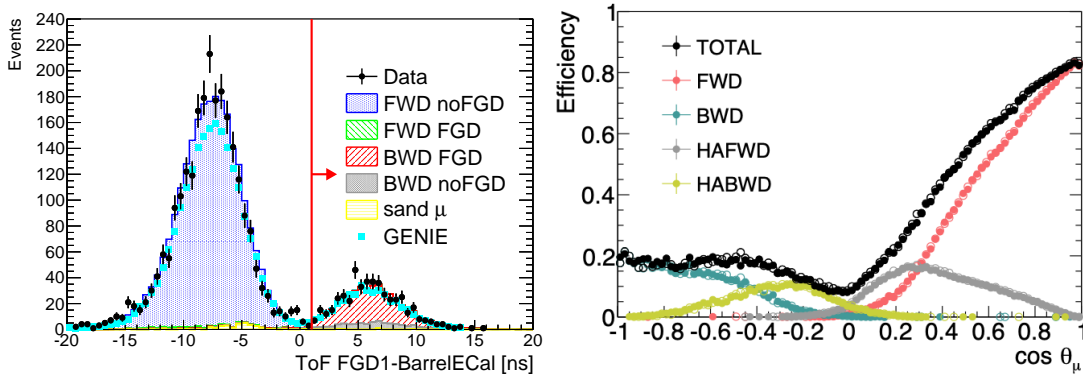 Events
240
220
200
180
160
140
120
100
80
60
40
20
0
-20 -15 -10 -5 0 5 10 15 20
ToF FGD1-BarrelECal [ns]
Data
FWD noFGD
FWD FGD
BWD FGD
BWD noFGD
sand μ
GENIE
Efficiency
1
0.8
0.6
0.4
0.2
0
-1 -0.8 -0.6 -0.4 -0.2 0 0.2 0.4 0.6 0.8 1
cos θμ
TOTAL
FWD
BWD
HAFWD
HABWD